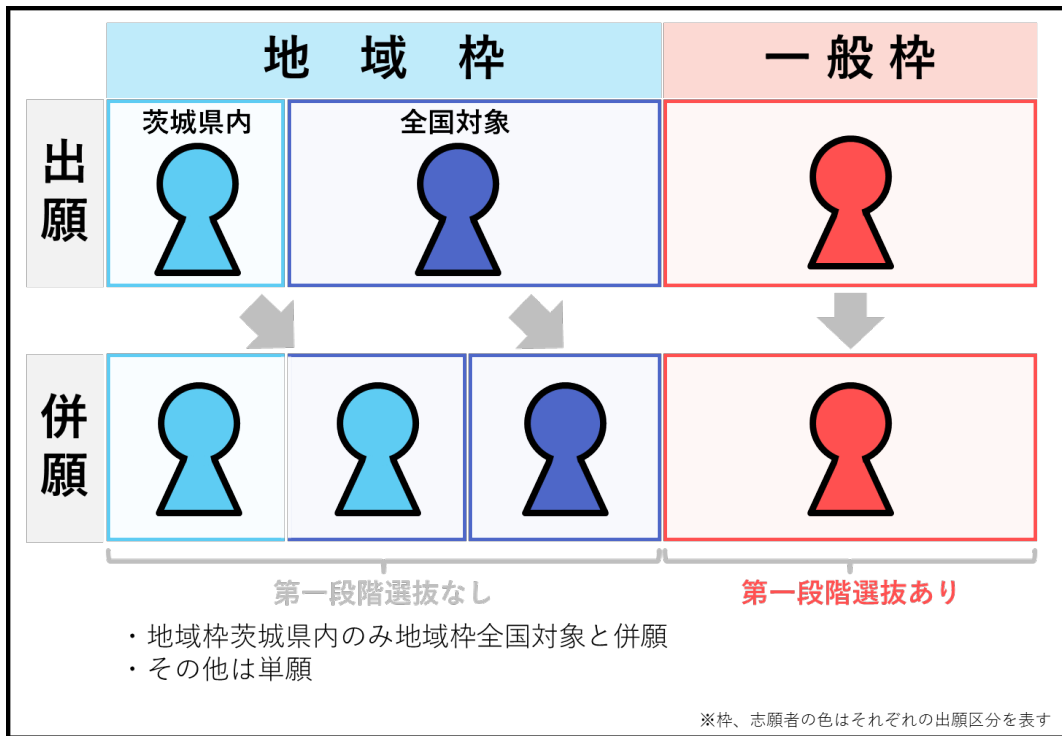 地域枠
一般枠
出願
茨城県内
全国対象
併願
第一段階選抜なし
第一段階選抜あり
・地域枠茨城県内のみ地域枠全国対象と併願
・その他は単願
※枠、志願者の色はそれぞれの出願区分を表す